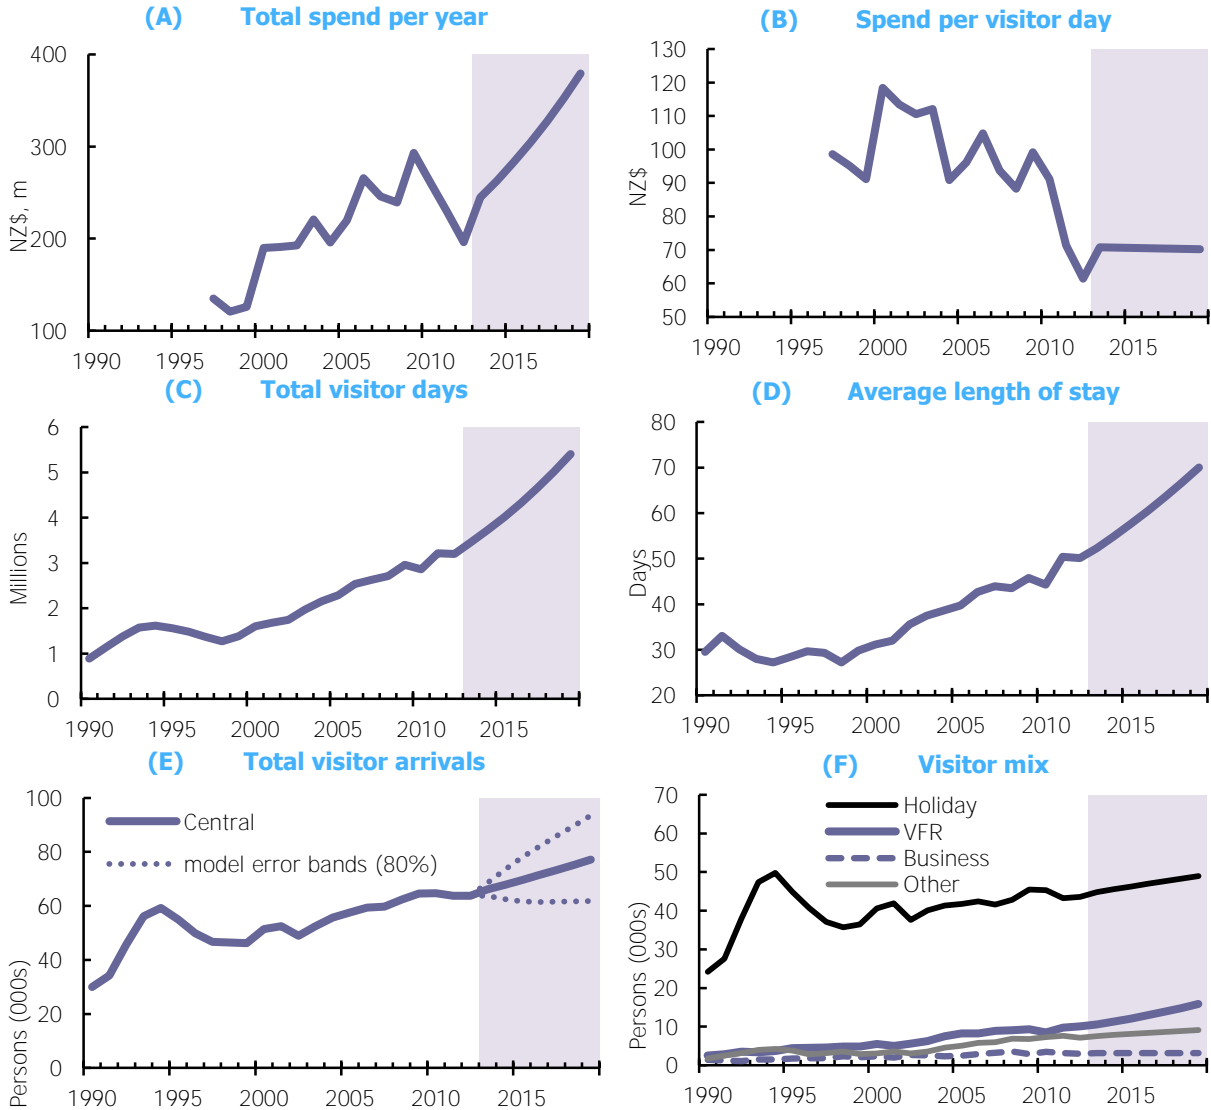 (A) Total spend per year
NZ$, m
400
300
200
100
1990 1995 2000 2005 2010 2015
(B) Spend per visitor day
NZ$
130
120
110
100
90
80
70
60
50
1990 1995 2000 2005 2010 2015
(C) Total visitor days
Millions
6
5
4
3
2
1
0
1990 1995 2000 2005 2010 2015
(D) Average length of stay
Days
80
70
60
50
40
30
20
1990 1995 2000 2005 2010 2015
(E) Total visitor arrivals
Persons (000s)
100
80
60
40
20
0
Central
model error bands (80%)
1990 1995 2000 2005 2010 2015
(F) Visitor mix
Persons (000s)
70
60
50
40
30
20
10
0
Holiday
VFR
Business
Other
1990 1995 2000 2005 2010 2015